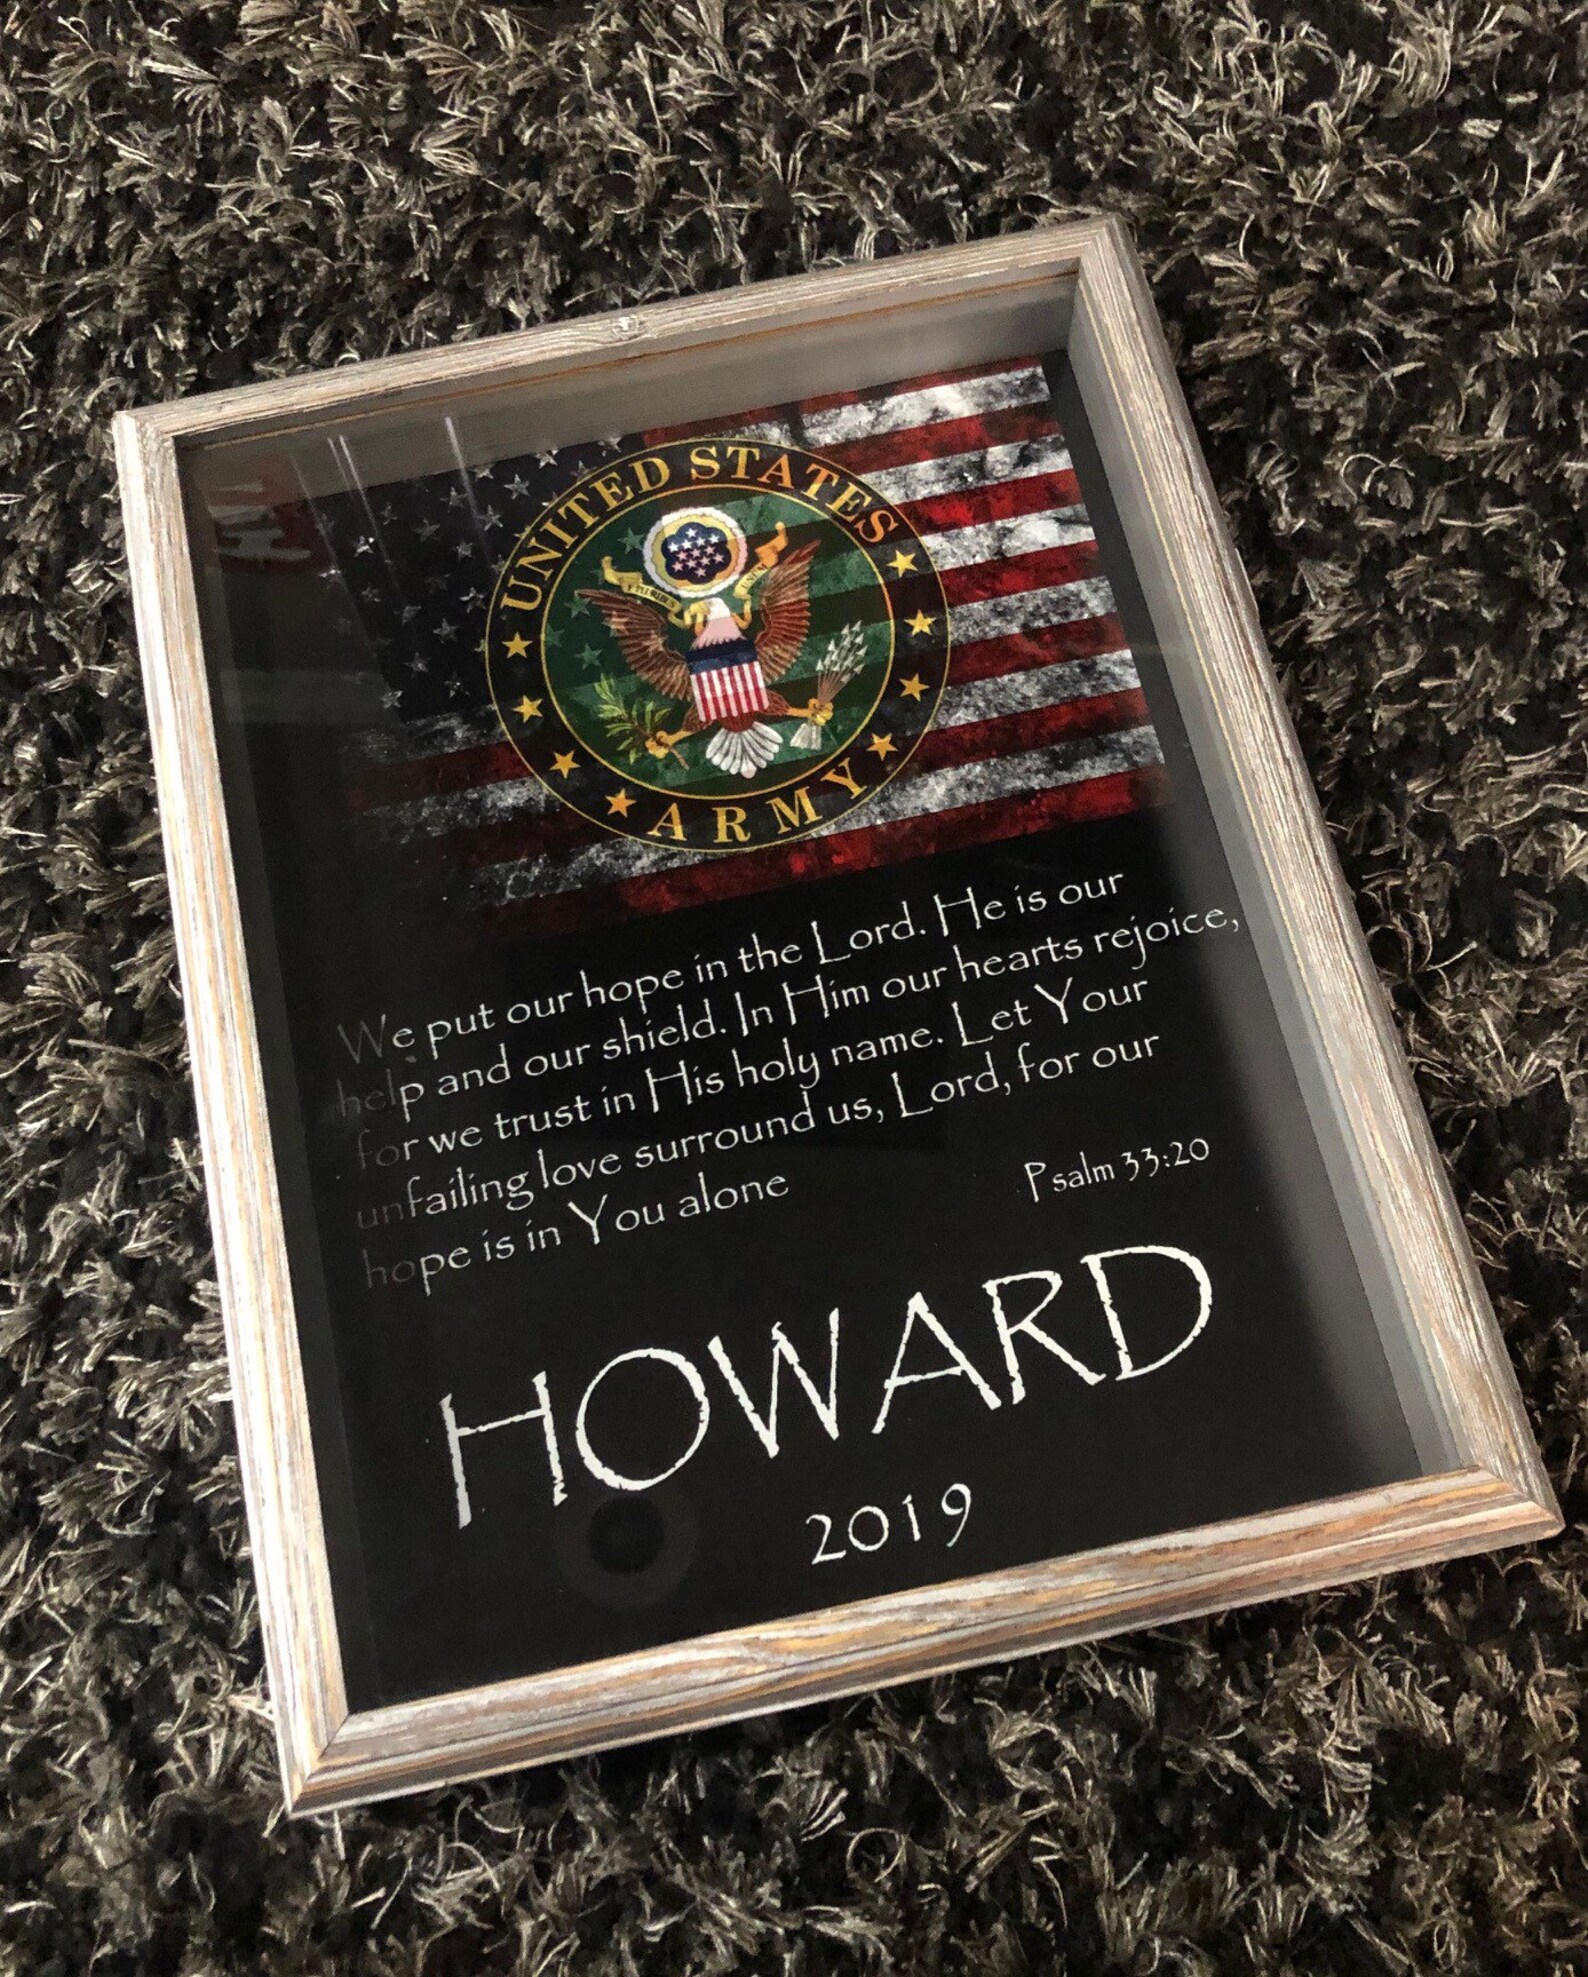 UNITED STATES
E PLURIBUS UNUM
ARMY
We put our hope in the Lord. He is our
help and our shield. In Him our hearts rejoice,
for we trust in His holy name. Let Your
unfailing love surround us, Lord, for our
hope is in You alone
Psalm 33:20
HOWARD
2019